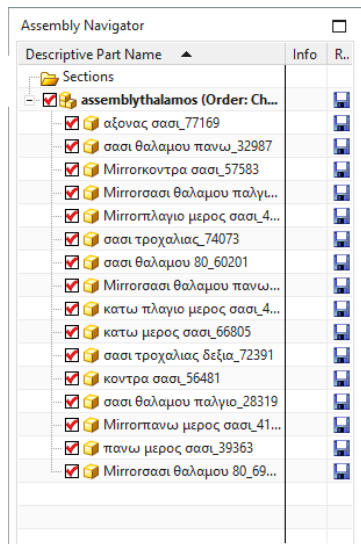 Assembly Navigator
Descriptive Part Name Info R..
Sections
assemblythalamos (Order: Ch...
αξονας σασι_77169
σασι θαλαμου πανω_32987
Mirrorκοντρα σασι_57583
Mirrorσασι θαλαμου παλγι...
Mirrorπλαγιο μερος σασι_4...
σασι τροχαλιας_74073
σασι θαλαμου 80_60201
Mirrorσασι θαλαμου πανω...
κατω πλαγιο μερος σασι_4...
κατω μερος σασι_66805
σασι τροχαλιας δεξια_72391
κοντρα σασι_56481
σασι θαλαμου παλγιο_28319
Mirrorπανω μερος σασι_41...
πανω μερος σασι_39363
Mirrorσασι θαλαμου 80_69...